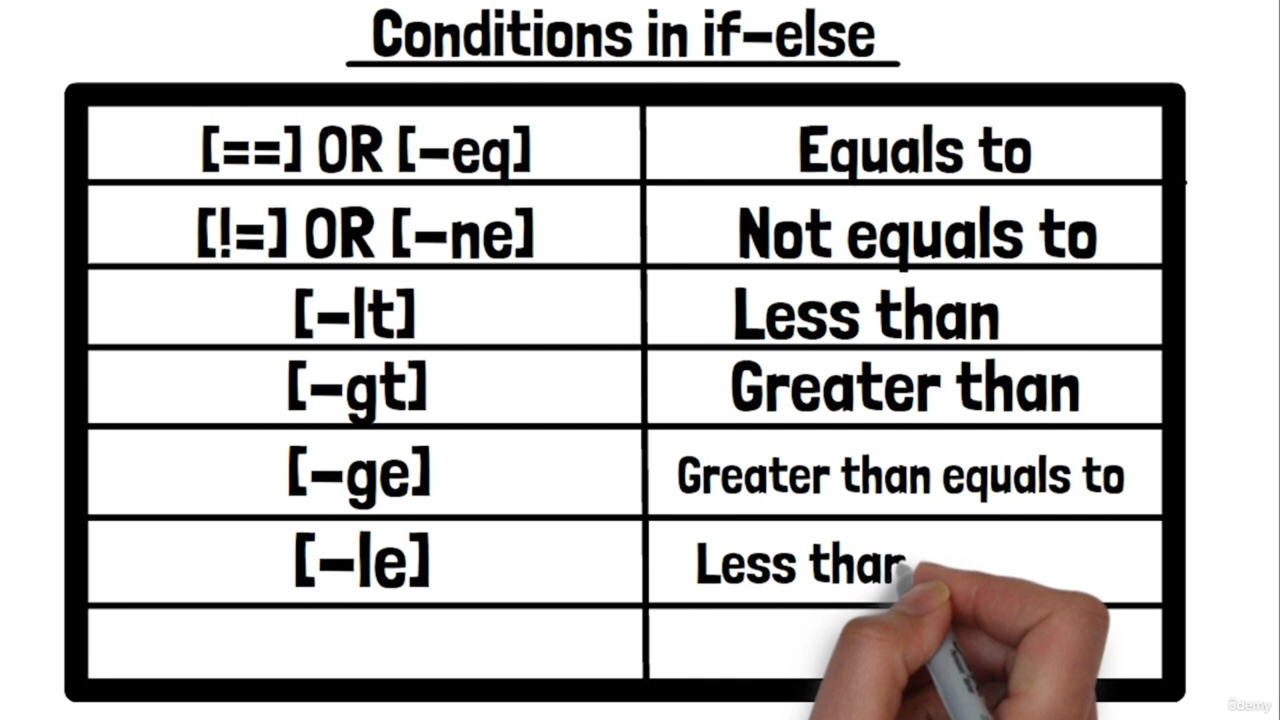 Conditions in if-else
[==] OR [-eq] Equals to
[!=] OR [-ne] Not equals to
[-lt] Less than
[-gt] Greater than
[-ge] Greater than equals to
[-le] Less than
ûdemy